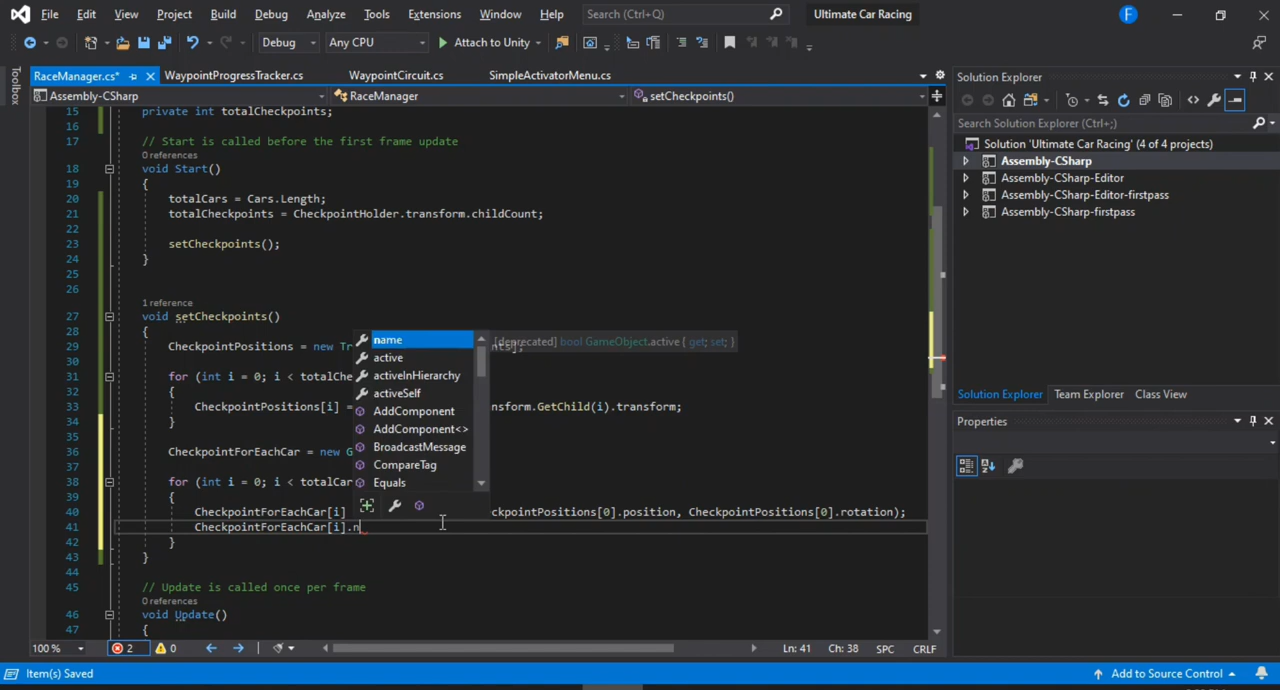 File Edit View Project Build Debug Analyze Tools Extensions Window Help Search (Ctrl+Q) Ultimate Car Racing F
Debug Any CPU Attach to Unity
Toolbox
RaceManager.cs* WaypointProgressTracker.cs WaypointCircuit.cs SimpleActivatorMenu.cs
Assembly-CSharp RaceManager setCheckpoints()
15 private int totalCheckpoints;
16
17 // Start is called before the first frame update
0 references
18 void Start()
19 {
20 totalCars = Cars.Length;
21 totalCheckpoints = CheckpointHolder.transform.childCount;
22
23 setCheckpoints();
24 }
25
26
1 reference
27 void setCheckpoints()
28 {
29 CheckpointPositions = new Tr nts];
30
31 for (int i = 0; i < totalChe
32 {
33 CheckpointPositions[i] = nsform.GetChild(i).transform;
34 }
35
36 CheckpointForEachCar = new G
37
38 for (int i = 0; i < totalCar
39 {
40 CheckpointForEachCar[i] ckpointPositions[0].position, CheckpointPositions[0].rotation);
41 CheckpointForEachCar[i].n
42 }
43 }
44
45 // Update is called once per frame
0 references
46 void Update()
47 {
name
active
activeInHierarchy
activeSelf
AddComponent
AddComponent<>
BroadcastMessage
CompareTag
Equals
[deprecated] bool GameObject.active { get; set; }
100 % 2 0 Ln: 41 Ch: 38 SPC CRLF
Item(s) Saved Add to Source Control
Solution Explorer
Search Solution Explorer (Ctrl+;)
Solution 'Ultimate Car Racing' (4 of 4 projects)
Assembly-CSharp
Assembly-CSharp-Editor
Assembly-CSharp-Editor-firstpass
Assembly-CSharp-firstpass
Solution Explorer Team Explorer Class View
Properties